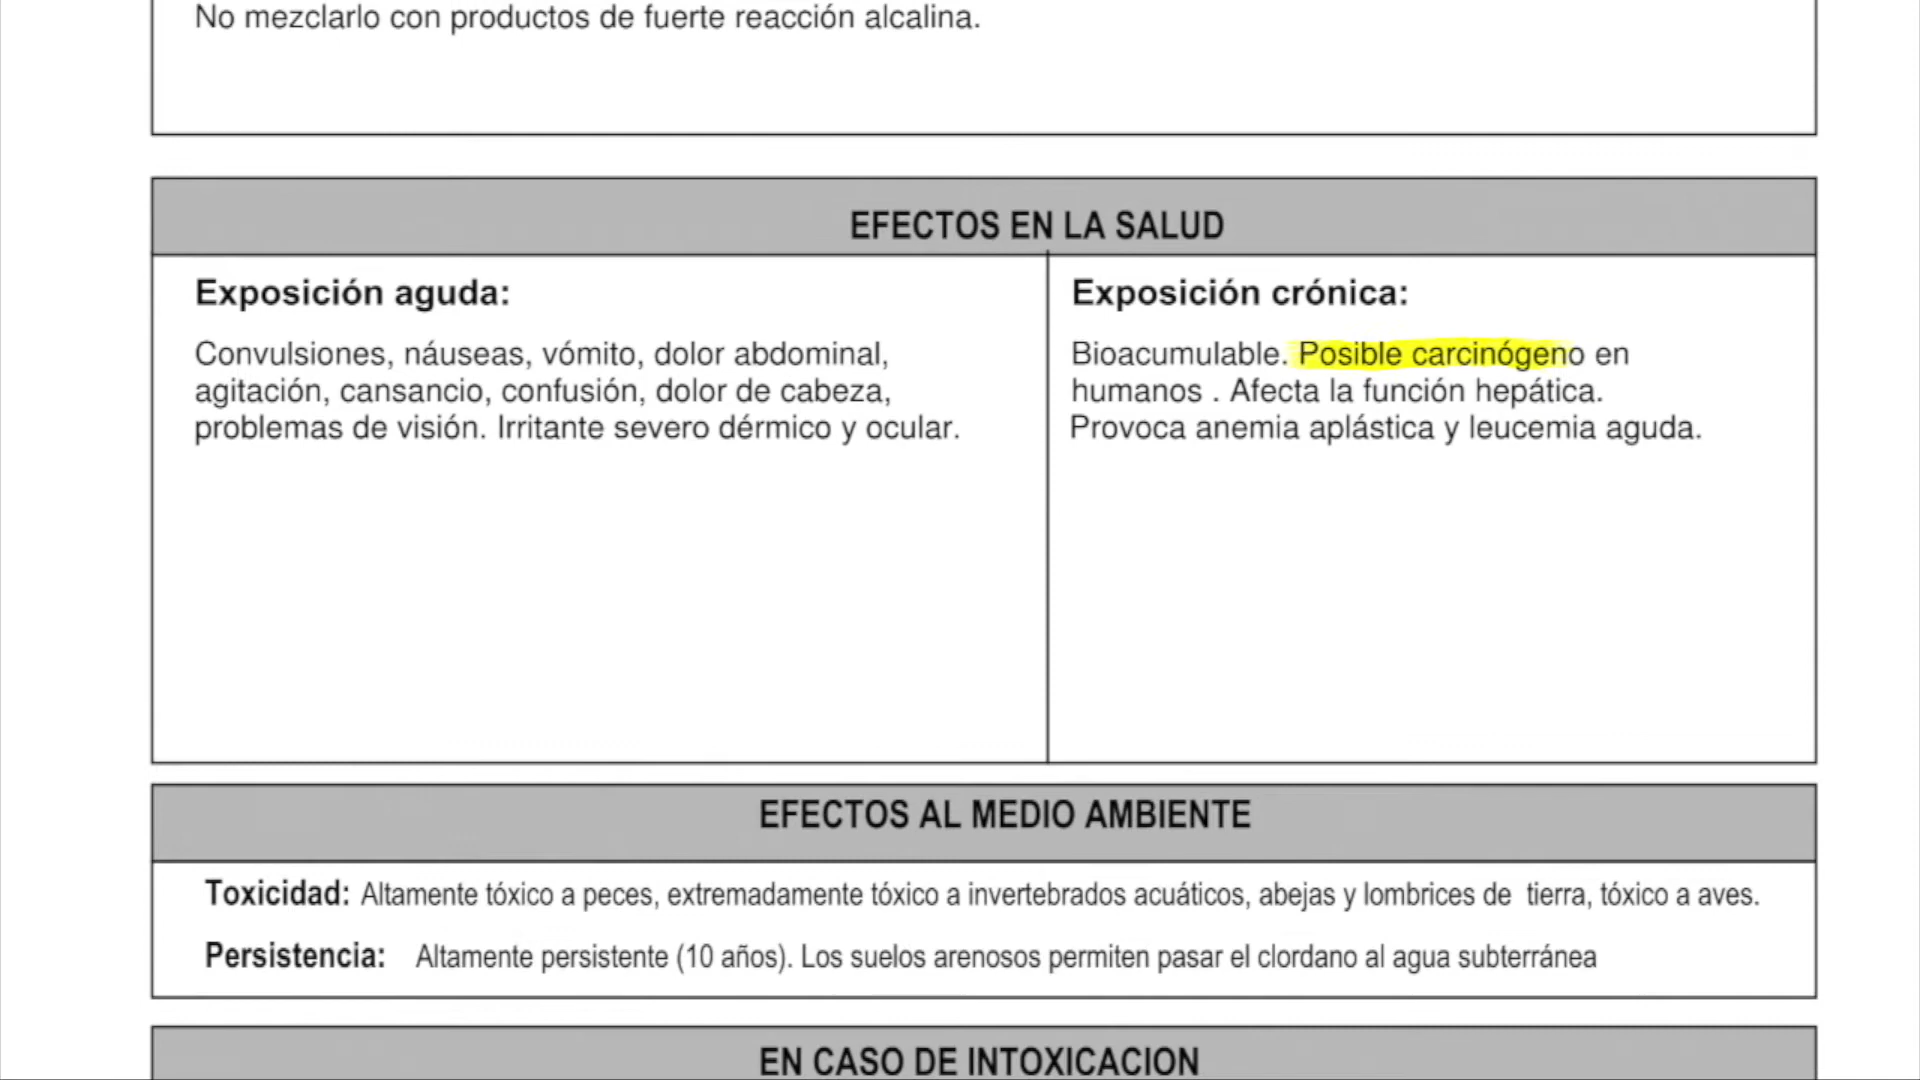 No mezclarlo con productos de fuerte reacción alcalina.
EFECTOS EN LA SALUD
Exposición aguda:
Convulsiones, náuseas, vómito, dolor abdominal,
agitación, cansancio, confusión, dolor de cabeza,
problemas de visión. Irritante severo dérmico y ocular.
Exposición crónica:
Bioacumulable. Posible carcinógeno en
humanos . Afecta la función hepática.
Provoca anemia aplástica y leucemia aguda.
EFECTOS AL MEDIO AMBIENTE
Toxicidad: Altamente tóxico a peces, extremadamente tóxico a invertebrados acuáticos, abejas y lombrices de tierra, tóxico a aves.
Persistencia: Altamente persistente (10 años). Los suelos arenosos permiten pasar el clordano al agua subterránea
EN CASO DE INTOXICACION